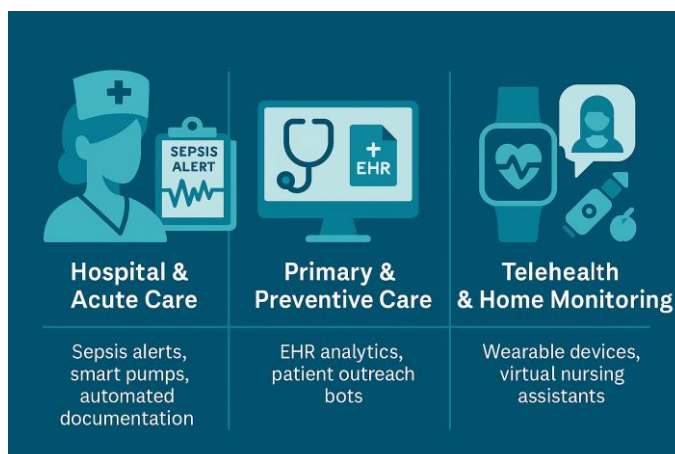 SEPSIS
ALERT
EHR
Hospital &
Acute Care
Primary &
Preventive Care
Telehealth
& Home Monitoring
Sepsis alerts,
smart pumps,
automated
documentation
EHR analytics,
patient outreach
bots
Wearable devices,
virtual nursing
assistants